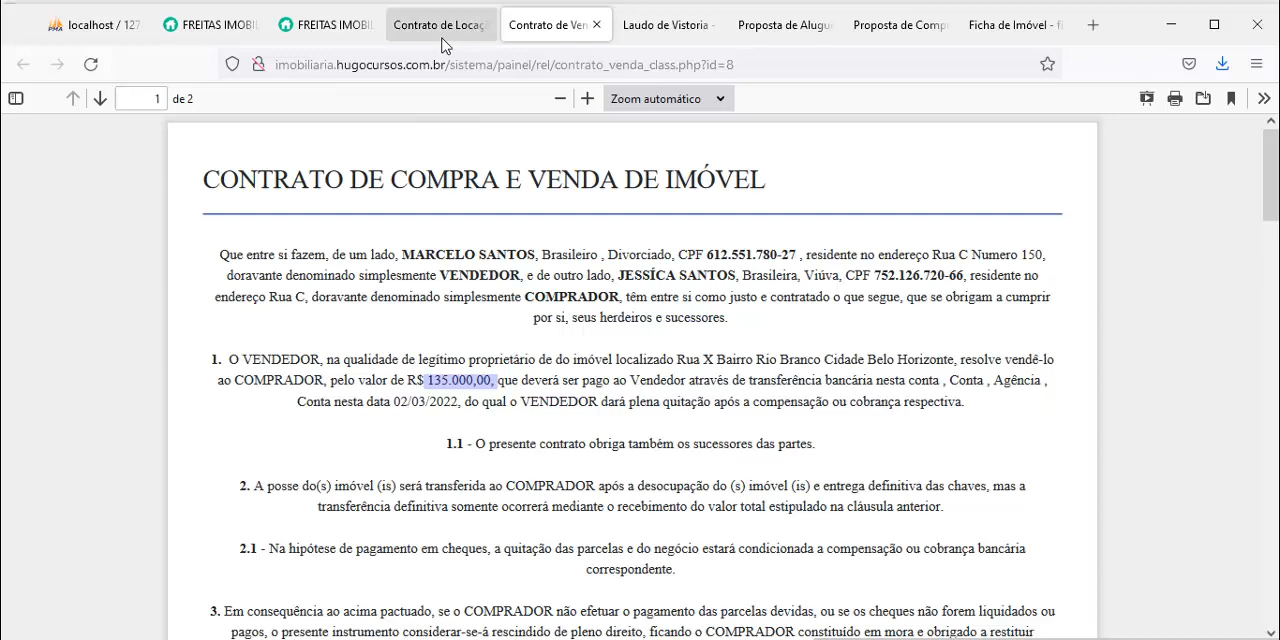 localhost / 127
FREITAS IMOBIL
FREITAS IMOBIL
Contrato de Locaçã
Contrato de Ven
Laudo de Vistoria -
Proposta de Alugu
Proposta de Comp
Ficha de Imóvel - fi
imobiliaria.hugocursos.com.br/sistema/painel/rel/contrato_venda_class.php?id=8
1 de 2
Zoom automático
CONTRATO DE COMPRA E VENDA DE IMÓVEL
Que entre si fazem, de um lado, MARCELO SANTOS, Brasileiro , Divorciado, CPF 612.551.780-27 , residente no endereço Rua C Numero 150,
doravante denominado simplesmente VENDEDOR, e de outro lado, JESSÍCA SANTOS, Brasileira, Viúva, CPF 752.126.720-66, residente no
endereço Rua C, doravante denominado simplesmente COMPRADOR, têm entre si como justo e contratado o que segue, que se obrigam a cumprir
por si, seus herdeiros e sucessores.
1. O VENDEDOR, na qualidade de legítimo proprietário de do imóvel localizado Rua X Bairro Rio Branco Cidade Belo Horizonte, resolve vendê-lo
ao COMPRADOR, pelo valor de R$ 135.000,00, que deverá ser pago ao Vendedor através de transferência bancária nesta conta , Conta , Agência ,
Conta nesta data 02/03/2022, do qual o VENDEDOR dará plena quitação após a compensação ou cobrança respectiva.
1.1 - O presente contrato obriga também os sucessores das partes.
2. A posse do(s) imóvel (is) será transferida ao COMPRADOR após a desocupação do (s) imóvel (is) e entrega definitiva das chaves, mas a
transferência definitiva somente ocorrerá mediante o recebimento do valor total estipulado na cláusula anterior.
2.1 - Na hipótese de pagamento em cheques, a quitação das parcelas e do negócio estará condicionada a compensação ou cobrança bancária
correspondente.
3. Em consequência ao acima pactuado, se o COMPRADOR não efetuar o pagamento das parcelas devidas, ou se os cheques não forem liquidados ou
pagos, o presente instrumento considerar-se-á rescindido de pleno direito, ficando o COMPRADOR constituído em mora e obrigado a restituir